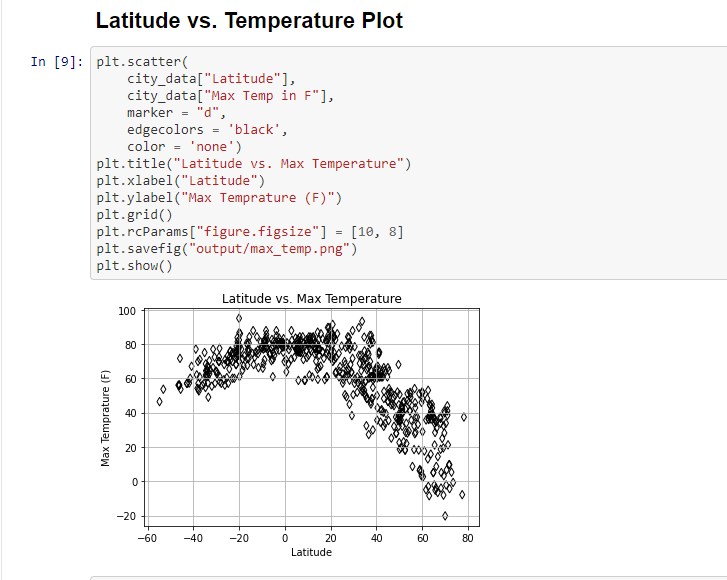 Latitude vs. Temperature Plot
In [9]:
plt.scatter(
city_data["Latitude"],
city_data["Max Temp in F"],
marker = "d",
edgecolors = 'black',
color = 'none')
plt.title("Latitude vs. Max Temperature")
plt.xlabel("Latitude")
plt.ylabel("Max Temprature (F)")
plt.grid()
plt.rcParams["figure.figsize"] = [10, 8]
plt.savefig("output/max_temp.png")
plt.show()
Latitude vs. Max Temperature
Max Temprature (F)
100
80
60
40
20
0
−20
−60 −40 −20 0 20 40 60 80
Latitude